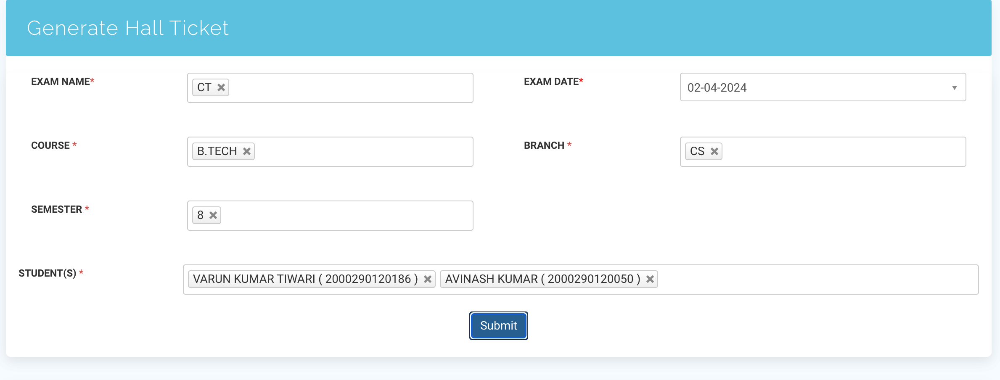 Generate Hall Ticket
EXAM NAME* CT EXAM DATE* 02-04-2024
COURSE * B.TECH BRANCH * CS
SEMESTER * 8
STUDENT(S) * VARUN KUMAR TIWARI ( 2000290120186 ) AVINASH KUMAR ( 2000290120050 )
Submit